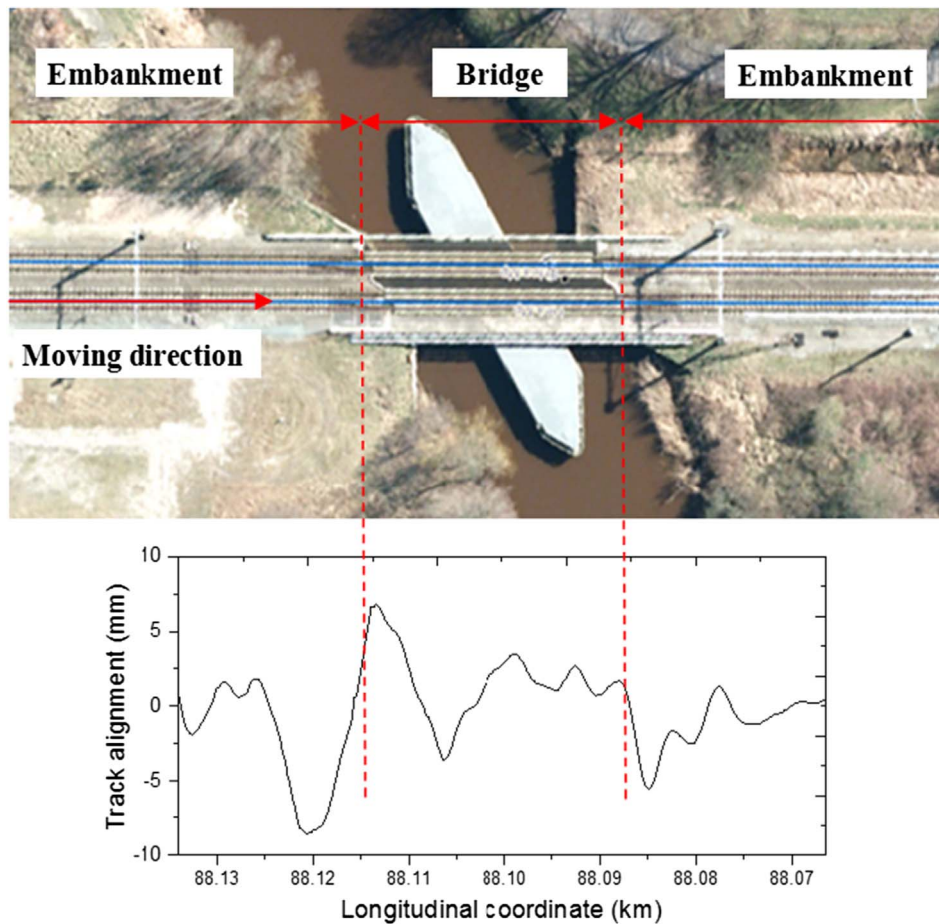 Embankment
Bridge
Embankment
Moving direction
10
5
0
-5
-10
Track alignment (mm)
88.13
88.12
88.11
88.10
88.09
88.08
88.07
Longitudinal coordinate (km)